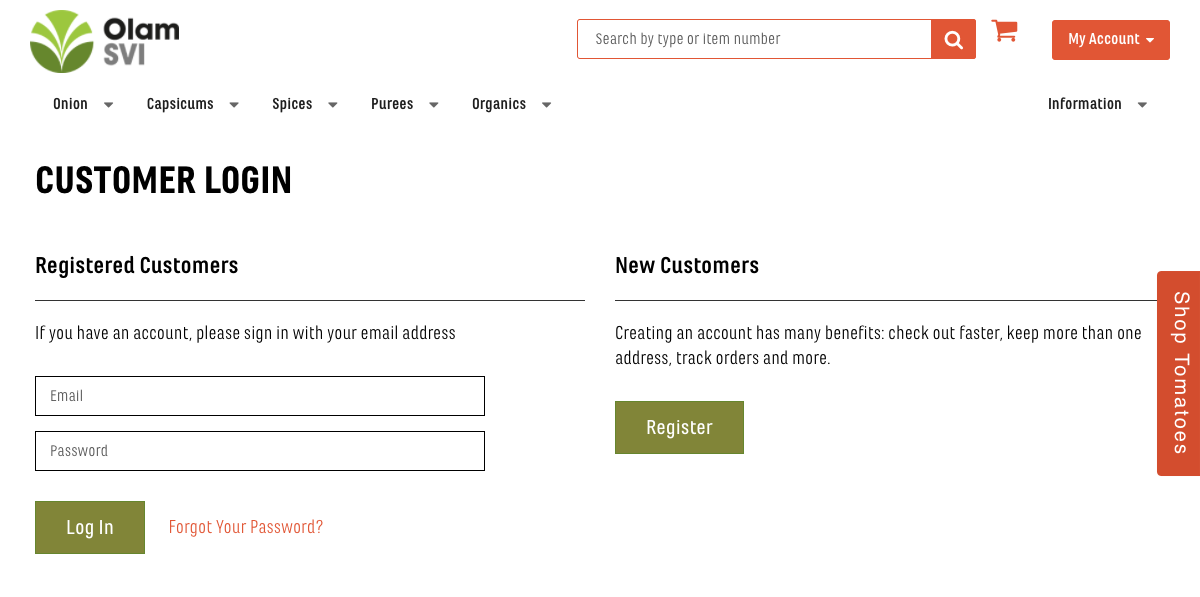 Olam
SVI
Search by type or item number
My Account
Onion
Capsicums
Spices
Purees
Organics
Information
CUSTOMER LOGIN
Registered Customers
If you have an account, please sign in with your email address
Email
Password
Log In
Forgot Your Password?
New Customers
Creating an account has many benefits: check out faster, keep more than one
address, track orders and more.
Register
Shop Tomatoes